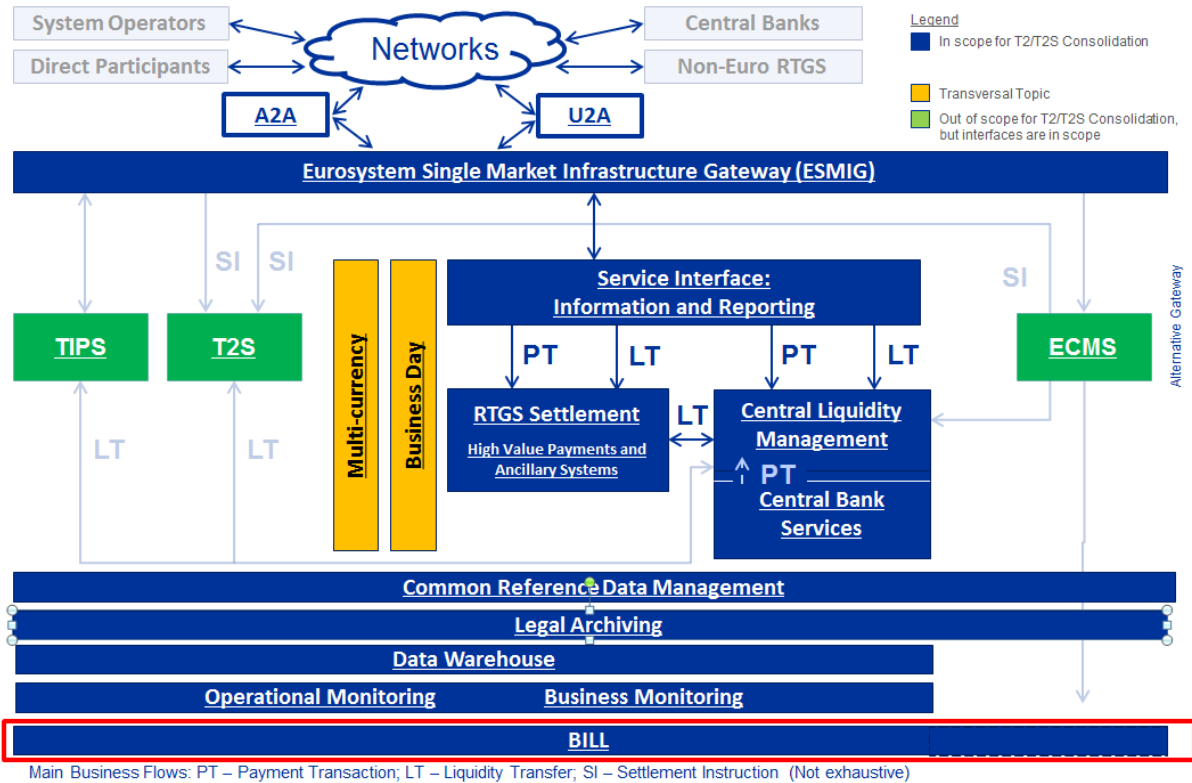 System Operators
Direct Participants
Networks
Central Banks
Non-Euro RTGS
Legend
In scope for T2/T2S Consolidation
Transversal Topic
Out of scope for T2/T2S Consolidation,
but interfaces are in scope
A2A
U2A
Eurosystem Single Market Infrastructure Gateway (ESMIG)
SI
SI
SI
Alternative Gateway
Service Interface:
Information and Reporting
TIPS
T2S
ECMS
Multi-currency
Business Day
PT
LT
PT
LT
RTGS Settlement
High Value Payments and
Ancillary Systems
LT
Central Liquidity
Management
PT
Central Bank
Services
LT
LT
Common Reference Data Management
Legal Archiving
Data Warehouse
Operational Monitoring
Business Monitoring
BILL
Main Business Flows: PT – Payment Transaction; LT – Liquidity Transfer; SI – Settlement Instruction (Not exhaustive)